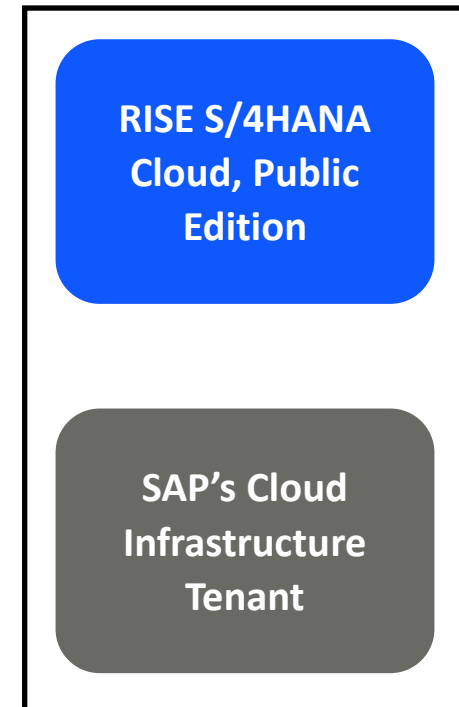 RISE S/4HANA
Cloud, Public
Edition
SAP’s Cloud
Infrastructure
Tenant